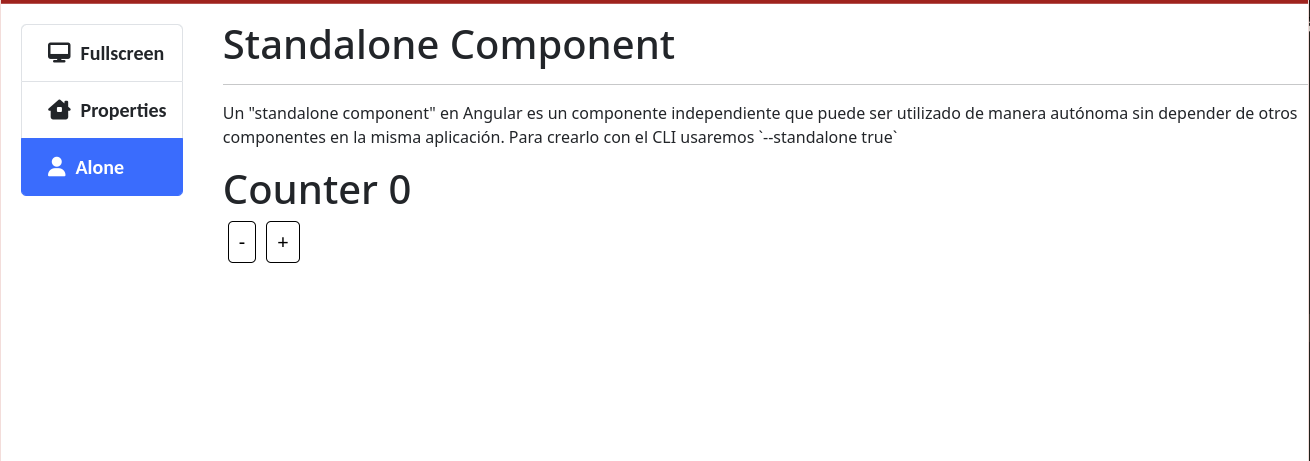 Fullscreen
Properties
Alone
Standalone Component
Un "standalone component" en Angular es un componente independiente que puede ser utilizado de manera autónoma sin depender de otros
componentes en la misma aplicación. Para crearlo con el CLI usaremos `--standalone true`
Counter 0
- +